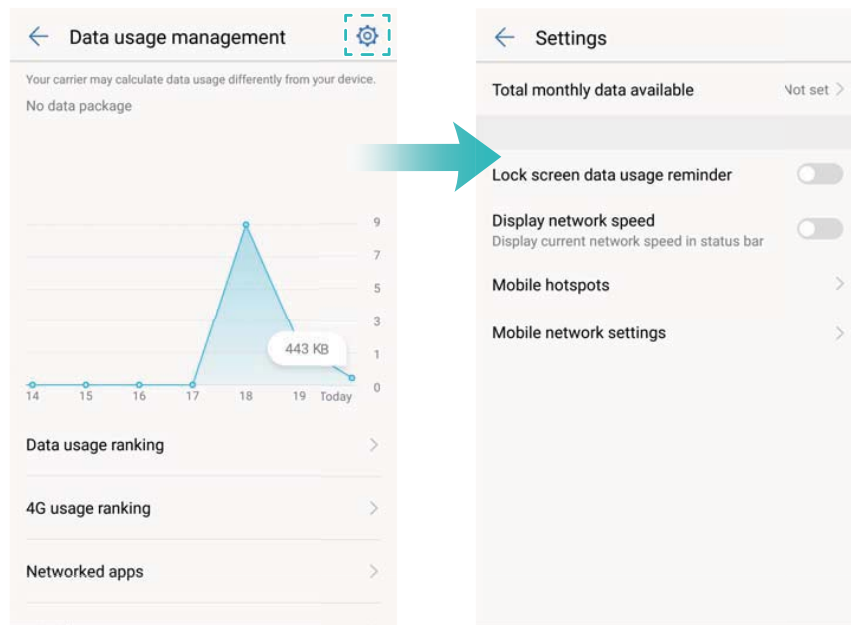 Data usage management
Your carrier may calculate data usage differently from your device.
No data package
9
7
5
3
443 KB
1
0
14 15 16 17 18 19 Today
Data usage ranking
4G usage ranking
Networked apps
Settings
Total monthly data available Not set
Lock screen data usage reminder
Display network speed
Display current network speed in status bar
Mobile hotspots
Mobile network settings